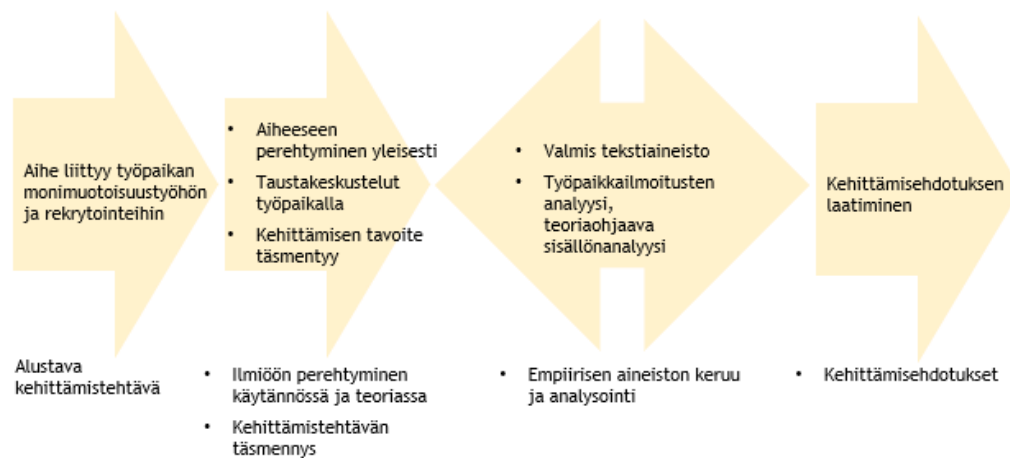 Aihe liittyy työpaikan
monimuotoisuustyöhön
ja rekrytointeihin
• Aiheeseen
perehtyminen yleisesti
• Taustakeskustelut
työpaikalla
• Kehittämisen tavoite
täsmentyy
• Valmis tekstiaineisto
• Työpaikkailmoitusten
analyysi,
teoriaohjaava
sisällönanalyysi
Kehittämisehdotuksen
laatiminen
Alustava
kehittämistehtävä
• Ilmiöön perehtyminen
käytännössä ja teoriassa
• Kehittämistehtävän
täsmennys
• Empiirisen aineiston keruu
ja analysointi
• Kehittämisehdotukset